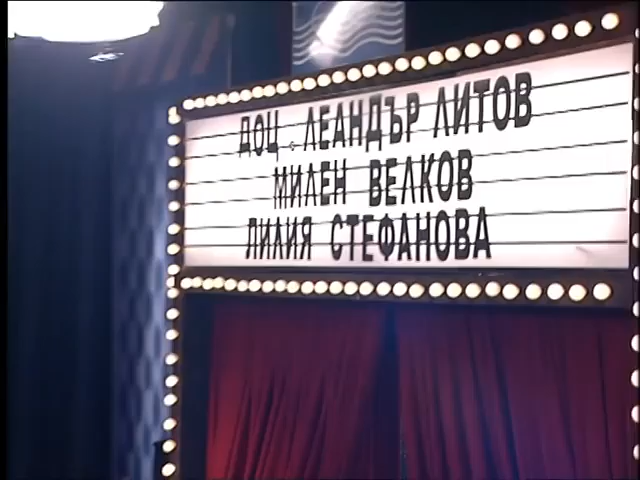 ДОЦ. ЛЕАНДЪР ЛИТОВ
МИЛЕН ВЕЛКОВ
ЛИЛИЯ СТЕФАНОВА